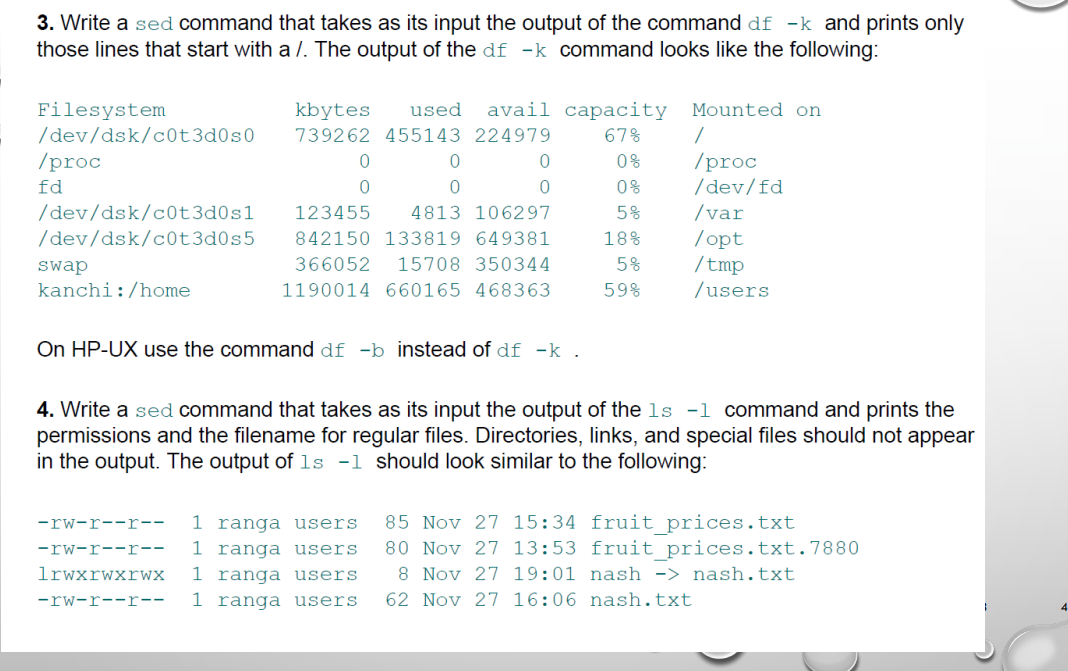 3. Write a sed command that takes as its input the output of the command df -k and prints only
those lines that start with a /. The output of the df -k command looks like the following:
Filesystem kbytes used avail capacity Mounted on
/dev/dsk/c0t3d0s0 739262 455143 224979 67% /
/proc 0 0 0 0% /proc
fd 0 0 0 0% /dev/fd
/dev/dsk/c0t3d0s1 123455 4813 106297 5% /var
/dev/dsk/c0t3d0s5 842150 133819 649381 18% /opt
swap 366052 15708 350344 5% /tmp
kanchi:/home 1190014 660165 468363 59% /users
On HP-UX use the command df -b instead of df -k .
4. Write a sed command that takes as its input the output of the ls -l command and prints the
permissions and the filename for regular files. Directories, links, and special files should not appear
in the output. The output of ls -l should look similar to the following:
-rw-r--r-- 1 ranga users 85 Nov 27 15:34 fruit_prices.txt
-rw-r--r-- 1 ranga users 80 Nov 27 13:53 fruit_prices.txt.7880
lrwxrwxrwx 1 ranga users 8 Nov 27 19:01 nash -> nash.txt
-rw-r--r-- 1 ranga users 62 Nov 27 16:06 nash.txt
4